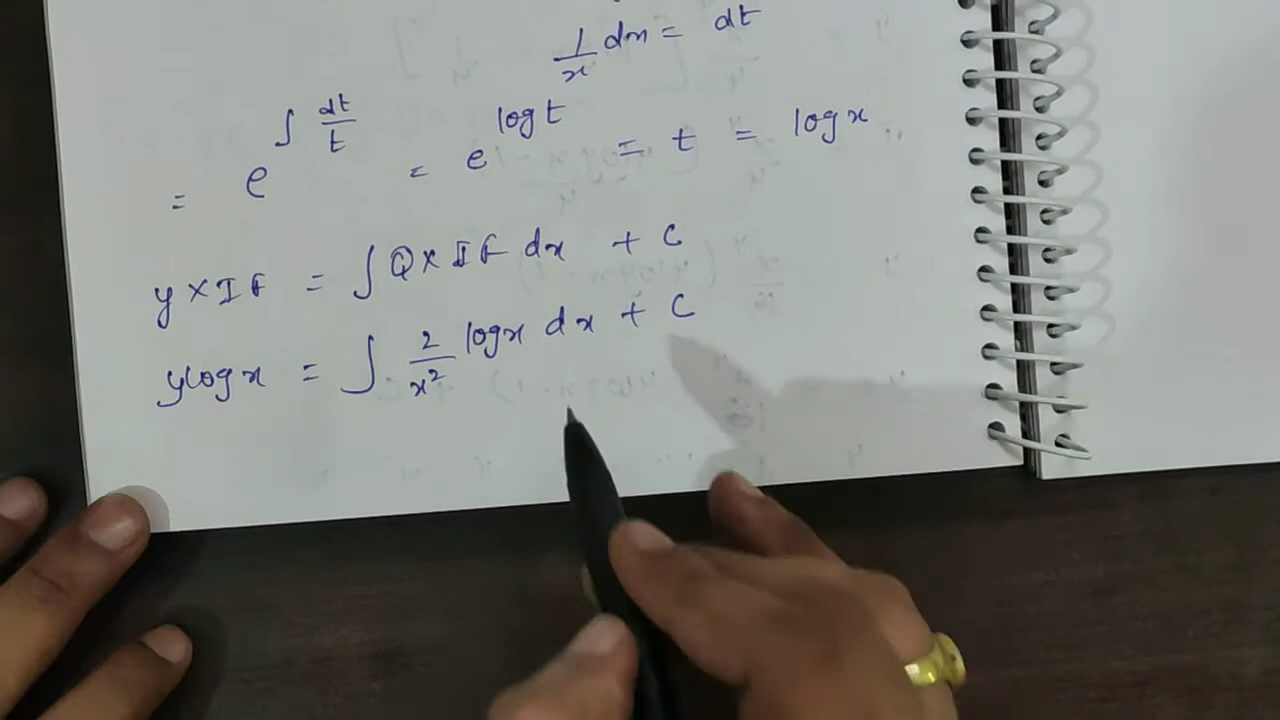 1/x dx = dt
= e^∫ dt/t = e^log t = t = log x
y × IF = ∫ Q × IF dx + C
y log x = ∫ 2/x² log x dx + C